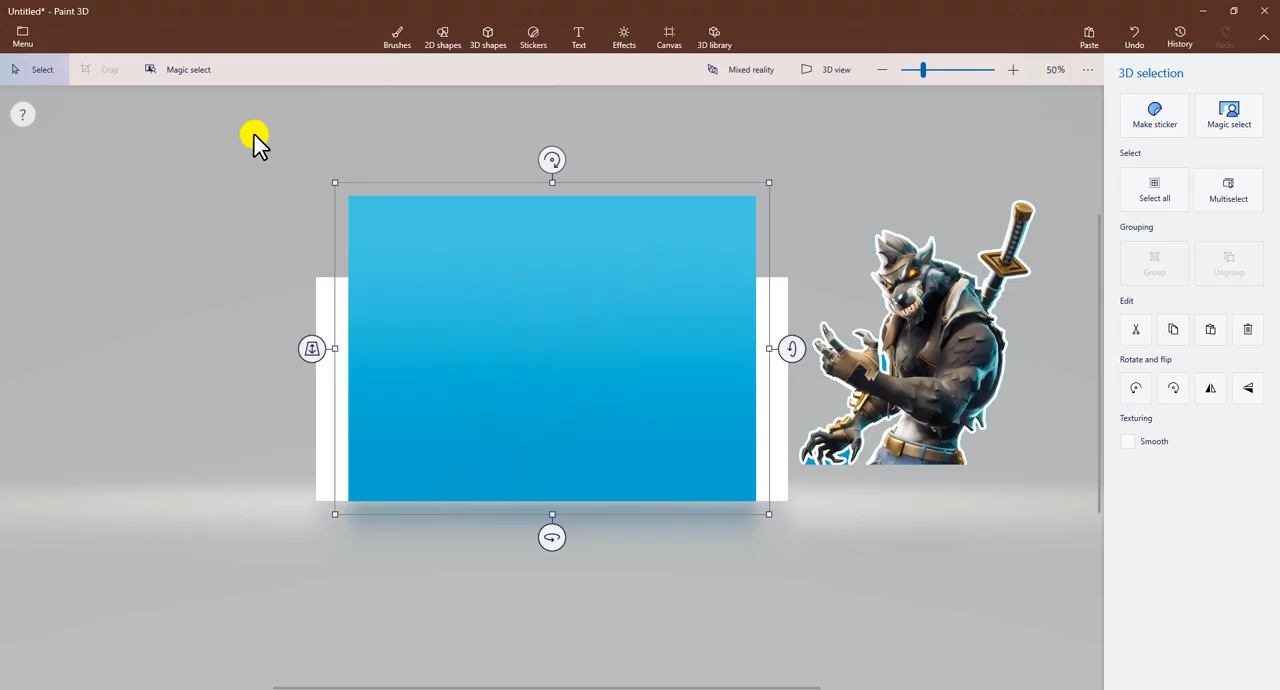 Untitled* - Paint 3D
Menu
Brushes
2D shapes
3D shapes
Stickers
Text
Effects
Canvas
3D library
Paste
Undo
History
Redo
Select
Crop
Magic select
Mixed reality
3D view
50%
?
3D selection
Make sticker
Magic select
Select
Select all
Multiselect
Grouping
Group
Ungroup
Edit
Rotate and flip
Texturing
Smooth